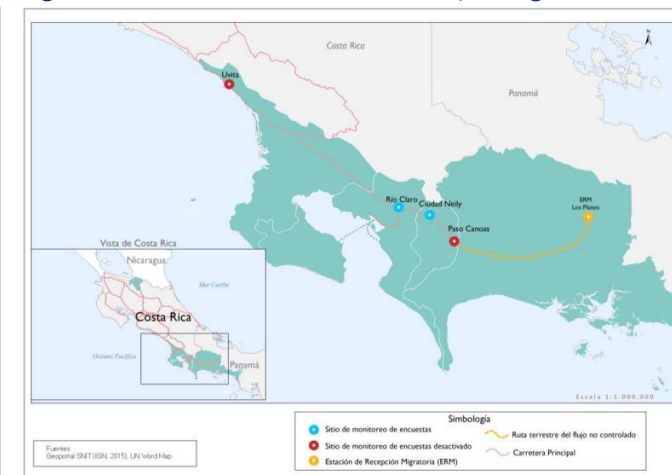 Costa Rica
N
Panamá
Uvita
Río Claro
Ciudad Neily
Paso Canoas
ERM
Los Planes
Vista de Costa Rica
Nicaragua
Mar Caribe
Costa Rica
Océano Pacífico
Panamá
Escala 1:1.000,000
Simbología
Sitio de monitoreo de encuestas
Sitio de monitoreo de encuestas desactivado
Estación de Recepción Migratoria (ERM)
Ruta terrestre del flujo no controlado
Carretera Principal
Fuentes:
Geoportal SNIT (IGN, 2015), UN Word Map